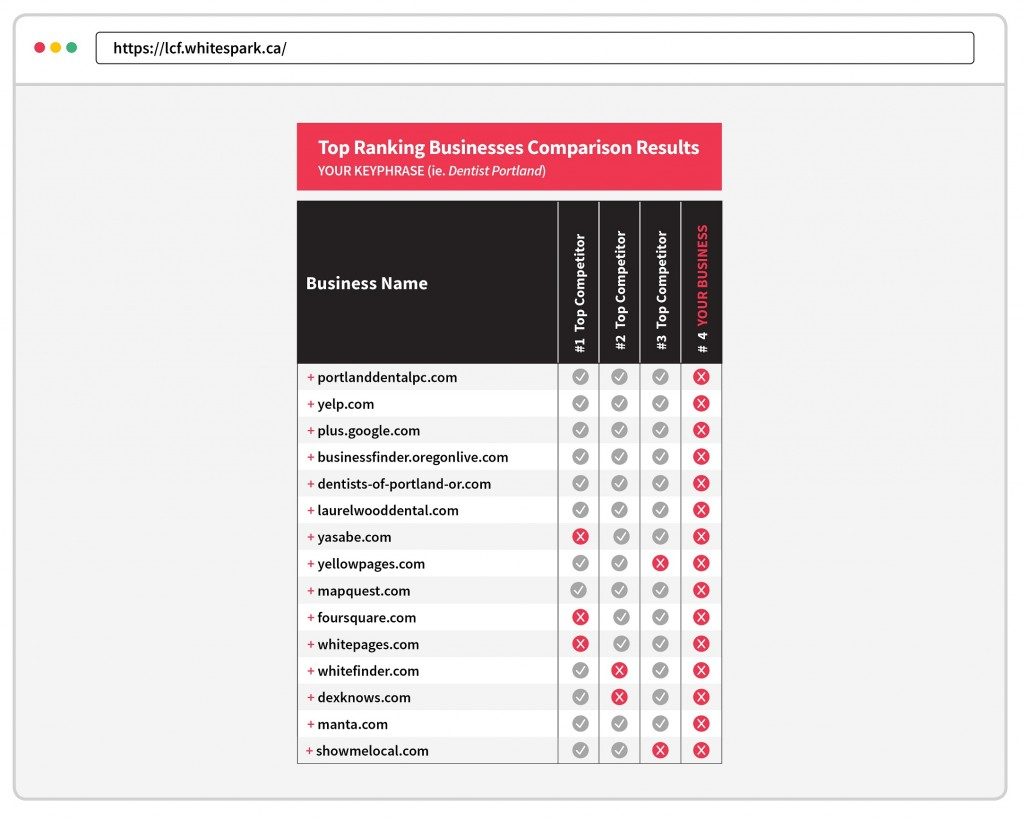 https://lcf.whitespark.ca/
Top Ranking Businesses Comparison Results
YOUR KEYPHRASE (ie. Dentist Portland)
Business Name
#1 Top Competitor
#2 Top Competitor
#3 Top Competitor
# 4 YOUR BUSINESS
+ portlanddentalpc.com
+ yelp.com
+ plus.google.com
+ businessfinder.oregonlive.com
+ dentists-of-portland-or.com
+ laurelwooddental.com
+ yasabe.com
+ yellowpages.com
+ mapquest.com
+ foursquare.com
+ whitepages.com
+ whitefinder.com
+ dexknows.com
+ manta.com
+ showmelocal.com